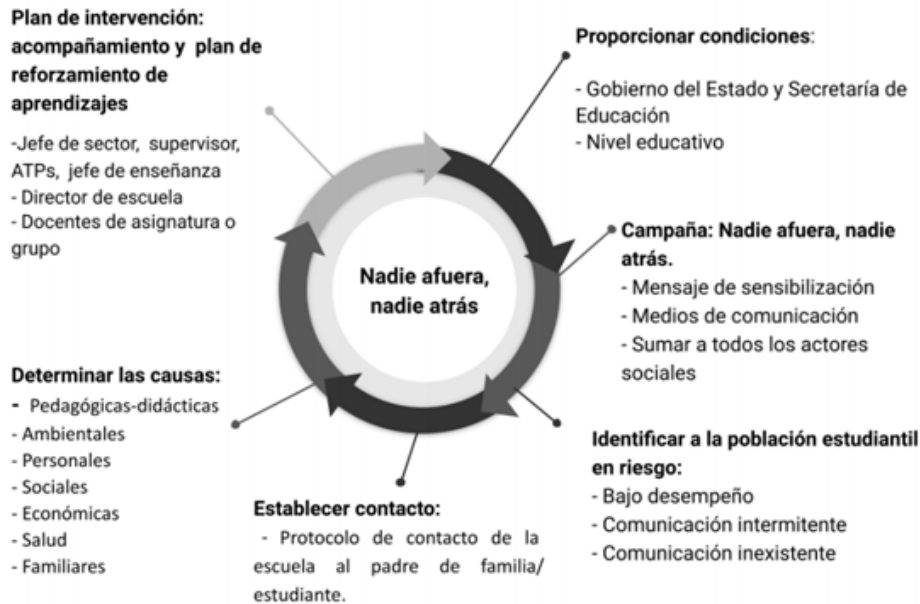 Plan de intervención:
acompañamiento y plan de
reforzamiento de
aprendizajes
-Jefe de sector, supervisor,
ATPs, jefe de enseñanza
- Director de escuela
- Docentes de asignatura o
grupo
Proporcionar condiciones:
- Gobierno del Estado y Secretaría de
Educación
- Nivel educativo
Campaña: Nadie afuera, nadie
atrás.
- Mensaje de sensibilización
- Medios de comunicación
- Sumar a todos los actores
sociales
Nadie afuera,
nadie atrás
Identificar a la población estudiantil
en riesgo:
- Bajo desempeño
- Comunicación intermitente
- Comunicación inexistente
Establecer contacto:
- Protocolo de contacto de la
escuela al padre de familia/
estudiante.
Determinar las causas:
- Pedagógicas-didácticas
- Ambientales
- Personales
- Sociales
- Económicas
- Salud
- Familiares